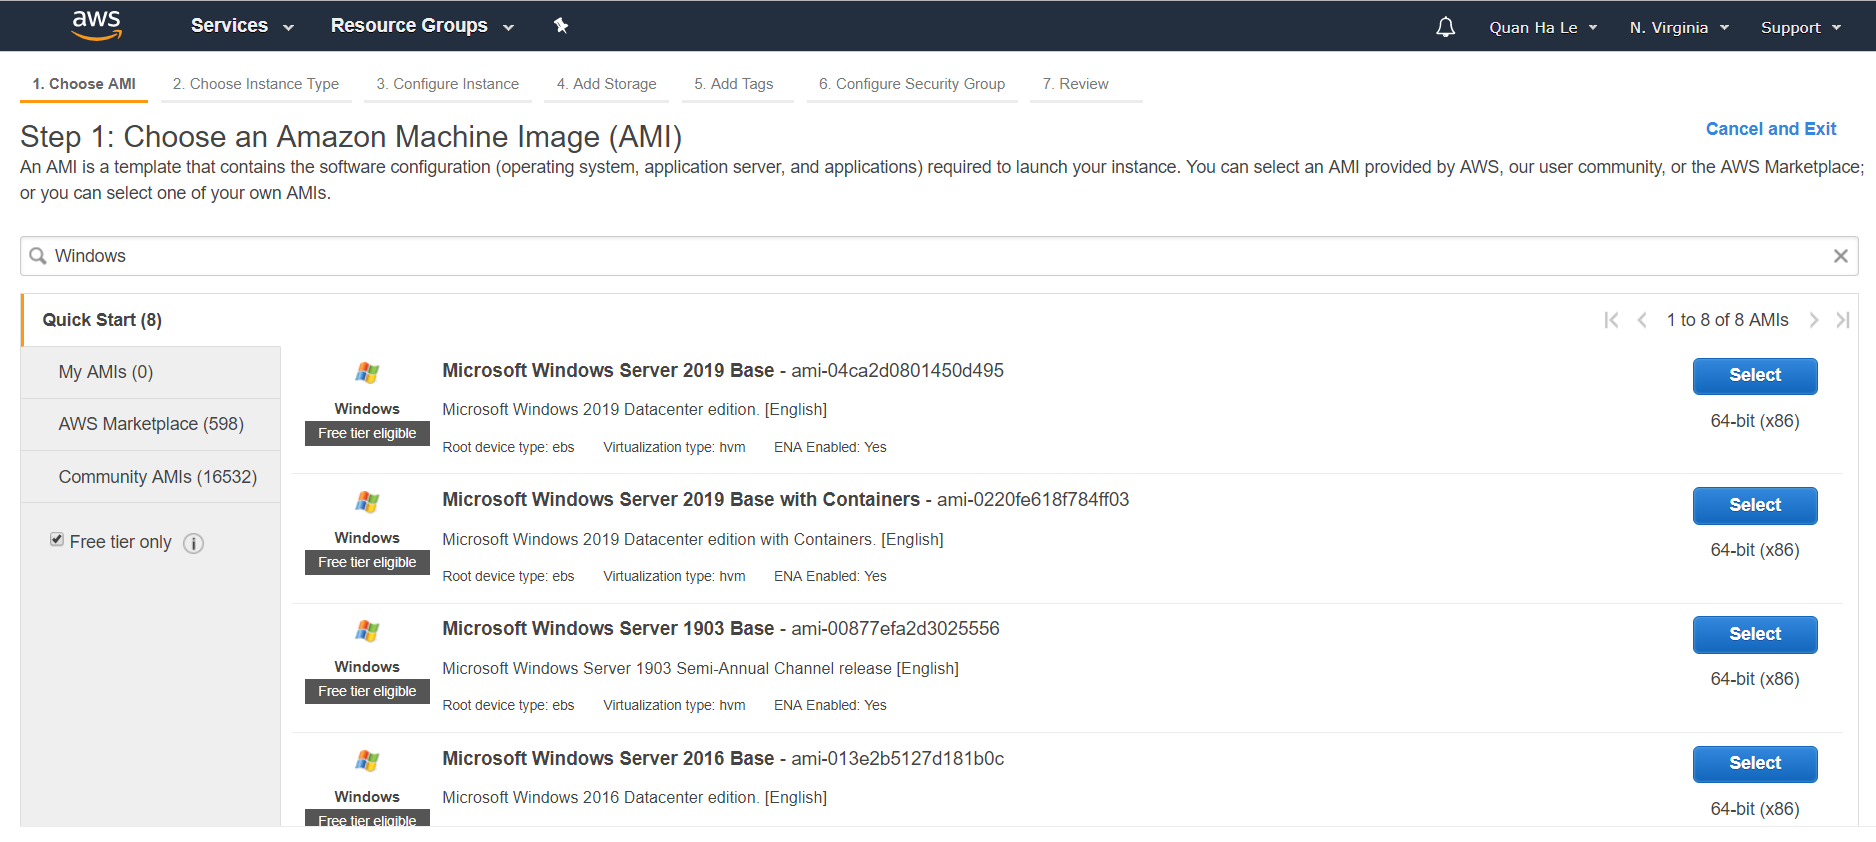 aws Services Resource Groups Quan Ha Le N. Virginia Support
1. Choose AMI 2. Choose Instance Type 3. Configure Instance 4. Add Storage 5. Add Tags 6. Configure Security Group 7. Review
Step 1: Choose an Amazon Machine Image (AMI)
Cancel and Exit
An AMI is a template that contains the software configuration (operating system, application server, and applications) required to launch your instance. You can select an AMI provided by AWS, our user community, or the AWS Marketplace;
or you can select one of your own AMIs.
Windows
Quick Start (8)
1 to 8 of 8 AMIs
My AMIs (0)
AWS Marketplace (598)
Community AMIs (16532)
Free tier only
Windows
Free tier eligible
Microsoft Windows Server 2019 Base - ami-04ca2d0801450d495
Microsoft Windows 2019 Datacenter edition. [English]
Root device type: ebs Virtualization type: hvm ENA Enabled: Yes
Select
64-bit (x86)
Windows
Free tier eligible
Microsoft Windows Server 2019 Base with Containers - ami-0220fe618f784ff03
Microsoft Windows 2019 Datacenter edition with Containers. [English]
Root device type: ebs Virtualization type: hvm ENA Enabled: Yes
Select
64-bit (x86)
Windows
Free tier eligible
Microsoft Windows Server 1903 Base - ami-00877efa2d3025556
Microsoft Windows Server 1903 Semi-Annual Channel release [English]
Root device type: ebs Virtualization type: hvm ENA Enabled: Yes
Select
64-bit (x86)
Windows
Free tier eligible
Microsoft Windows Server 2016 Base - ami-013e2b5127d181b0c
Microsoft Windows 2016 Datacenter edition. [English]
Select
64-bit (x86)